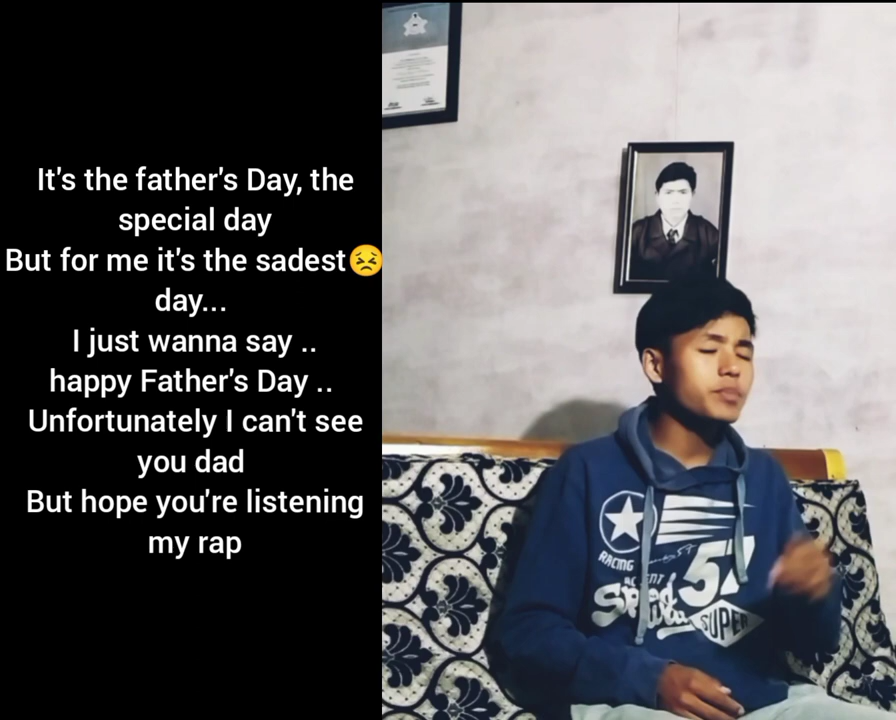 It's the father's Day, the
special day
But for me it's the sadest😣
day...
I just wanna say ..
happy Father's Day ..
Unfortunately I can't see
you dad
But hope you're listening
my rap
RACING
57
SUPER